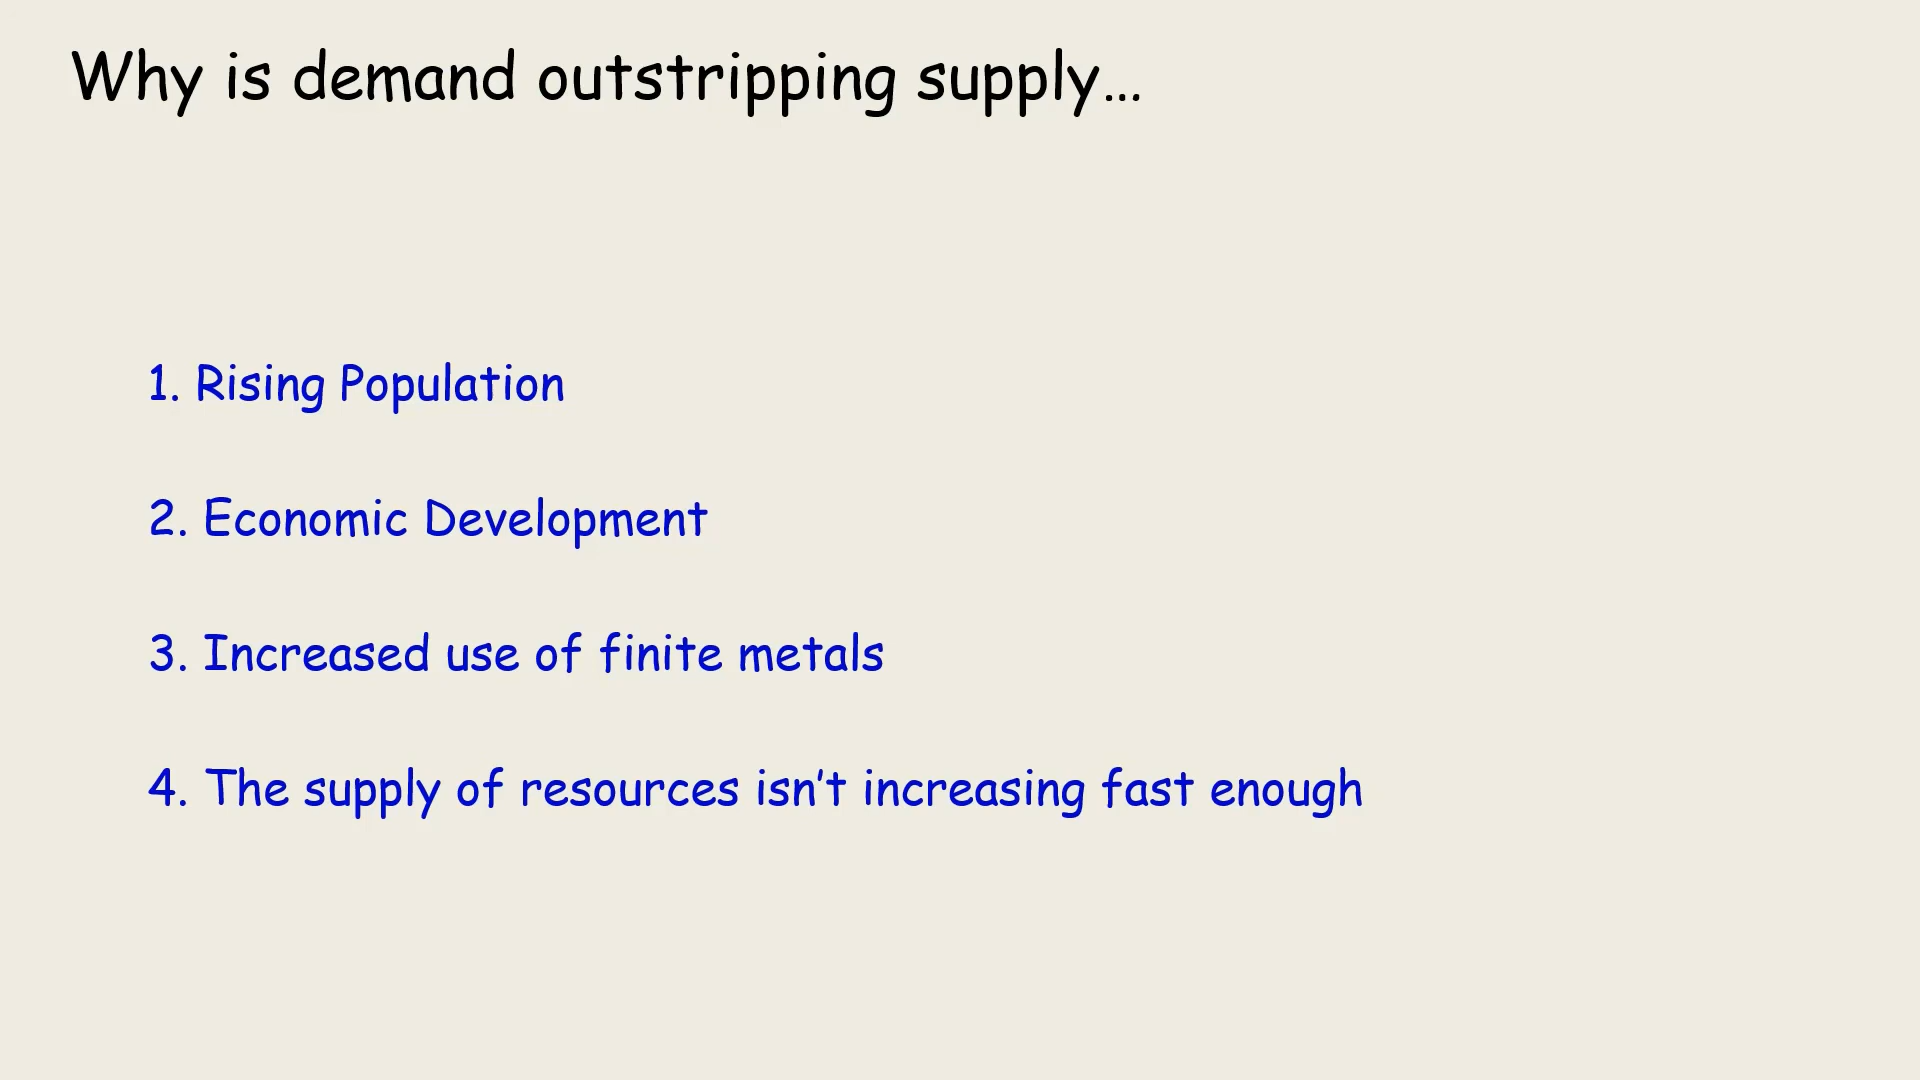 Why is demand outstripping supply…
1. Rising Population
2. Economic Development
3. Increased use of finite metals
4. The supply of resources isn’t increasing fast enough